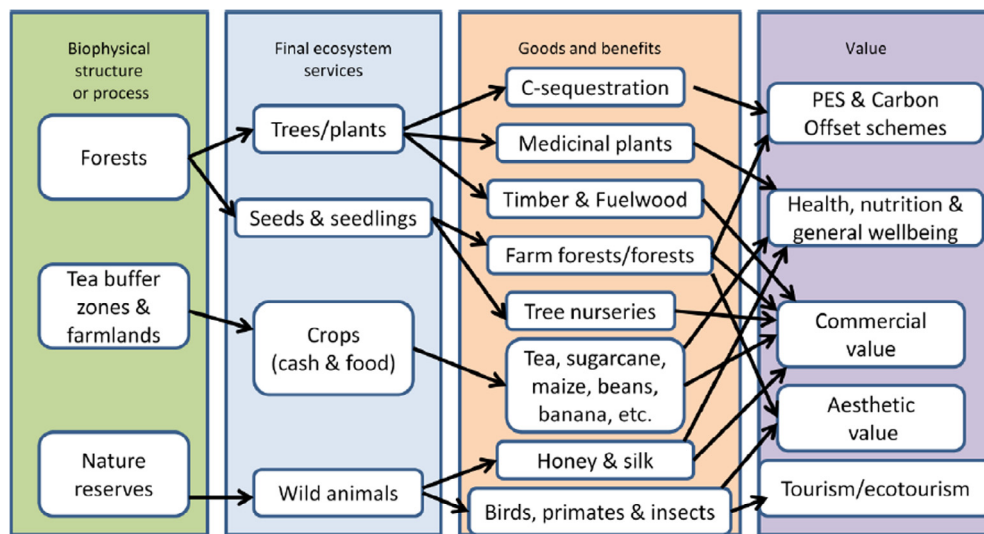 Biophysical
structure
or process
Forests
Tea buffer
zones &
farmlands
Nature
reserves
Final ecosystem
services
Trees/plants
Seeds & seedlings
Crops
(cash & food)
Wild animals
Goods and benefits
C-sequestration
Medicinal plants
Timber & Fuelwood
Farm forests/forests
Tree nurseries
Tea, sugarcane,
maize, beans,
banana, etc.
Honey & silk
Birds, primates & insects
Value
PES & Carbon
Offset schemes
Health, nutrition &
general wellbeing
Commercial
value
Aesthetic
value
Tourism/ecotourism